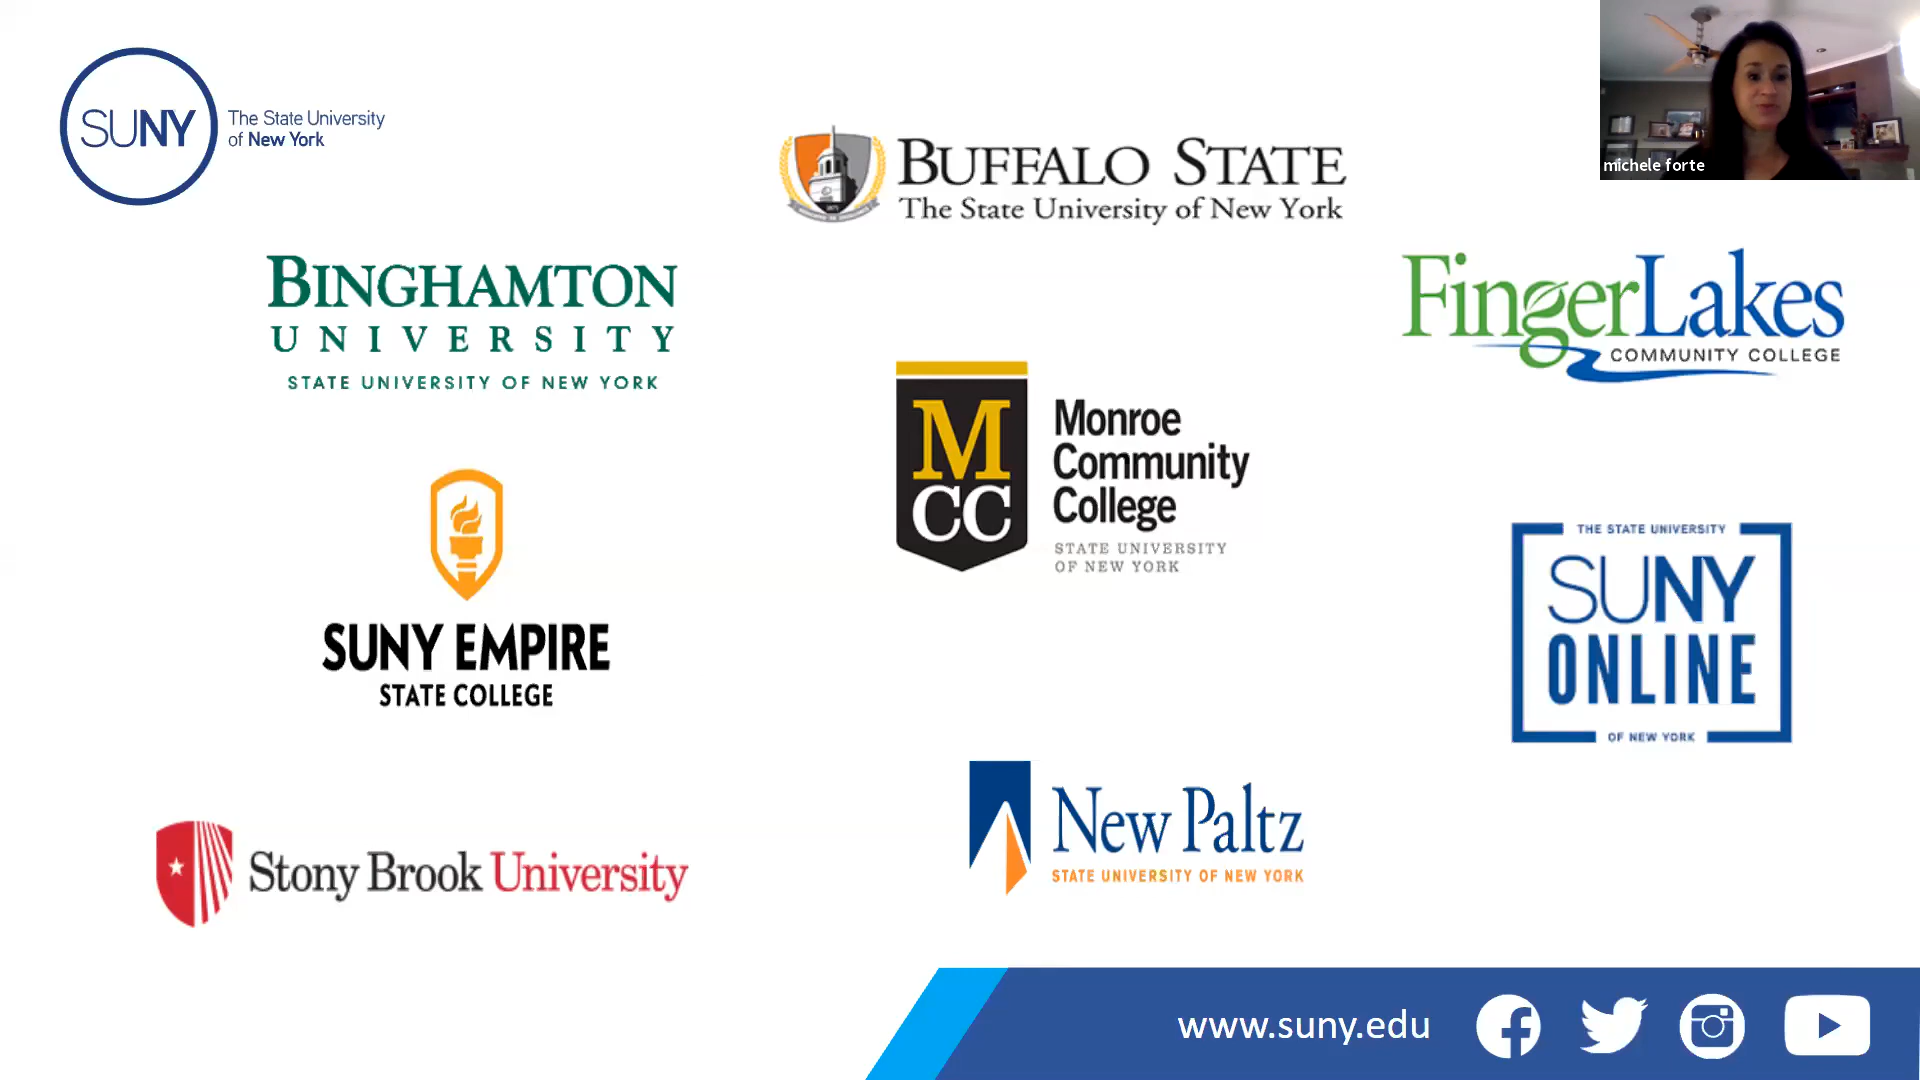 SUNY
The State University
of New York
michele forte
BUFFALO STATE
The State University of New York
BINGHAMTON
UNIVERSITY
STATE UNIVERSITY OF NEW YORK
FingerLakes
COMMUNITY COLLEGE
M
CC
Monroe
Community
College
STATE UNIVERSITY
OF NEW YORK
SUNY EMPIRE
STATE COLLEGE
THE STATE UNIVERSITY
SUNY
ONLINE
OF NEW YORK
Stony Brook University
New Paltz
STATE UNIVERSITY OF NEW YORK
www.suny.edu